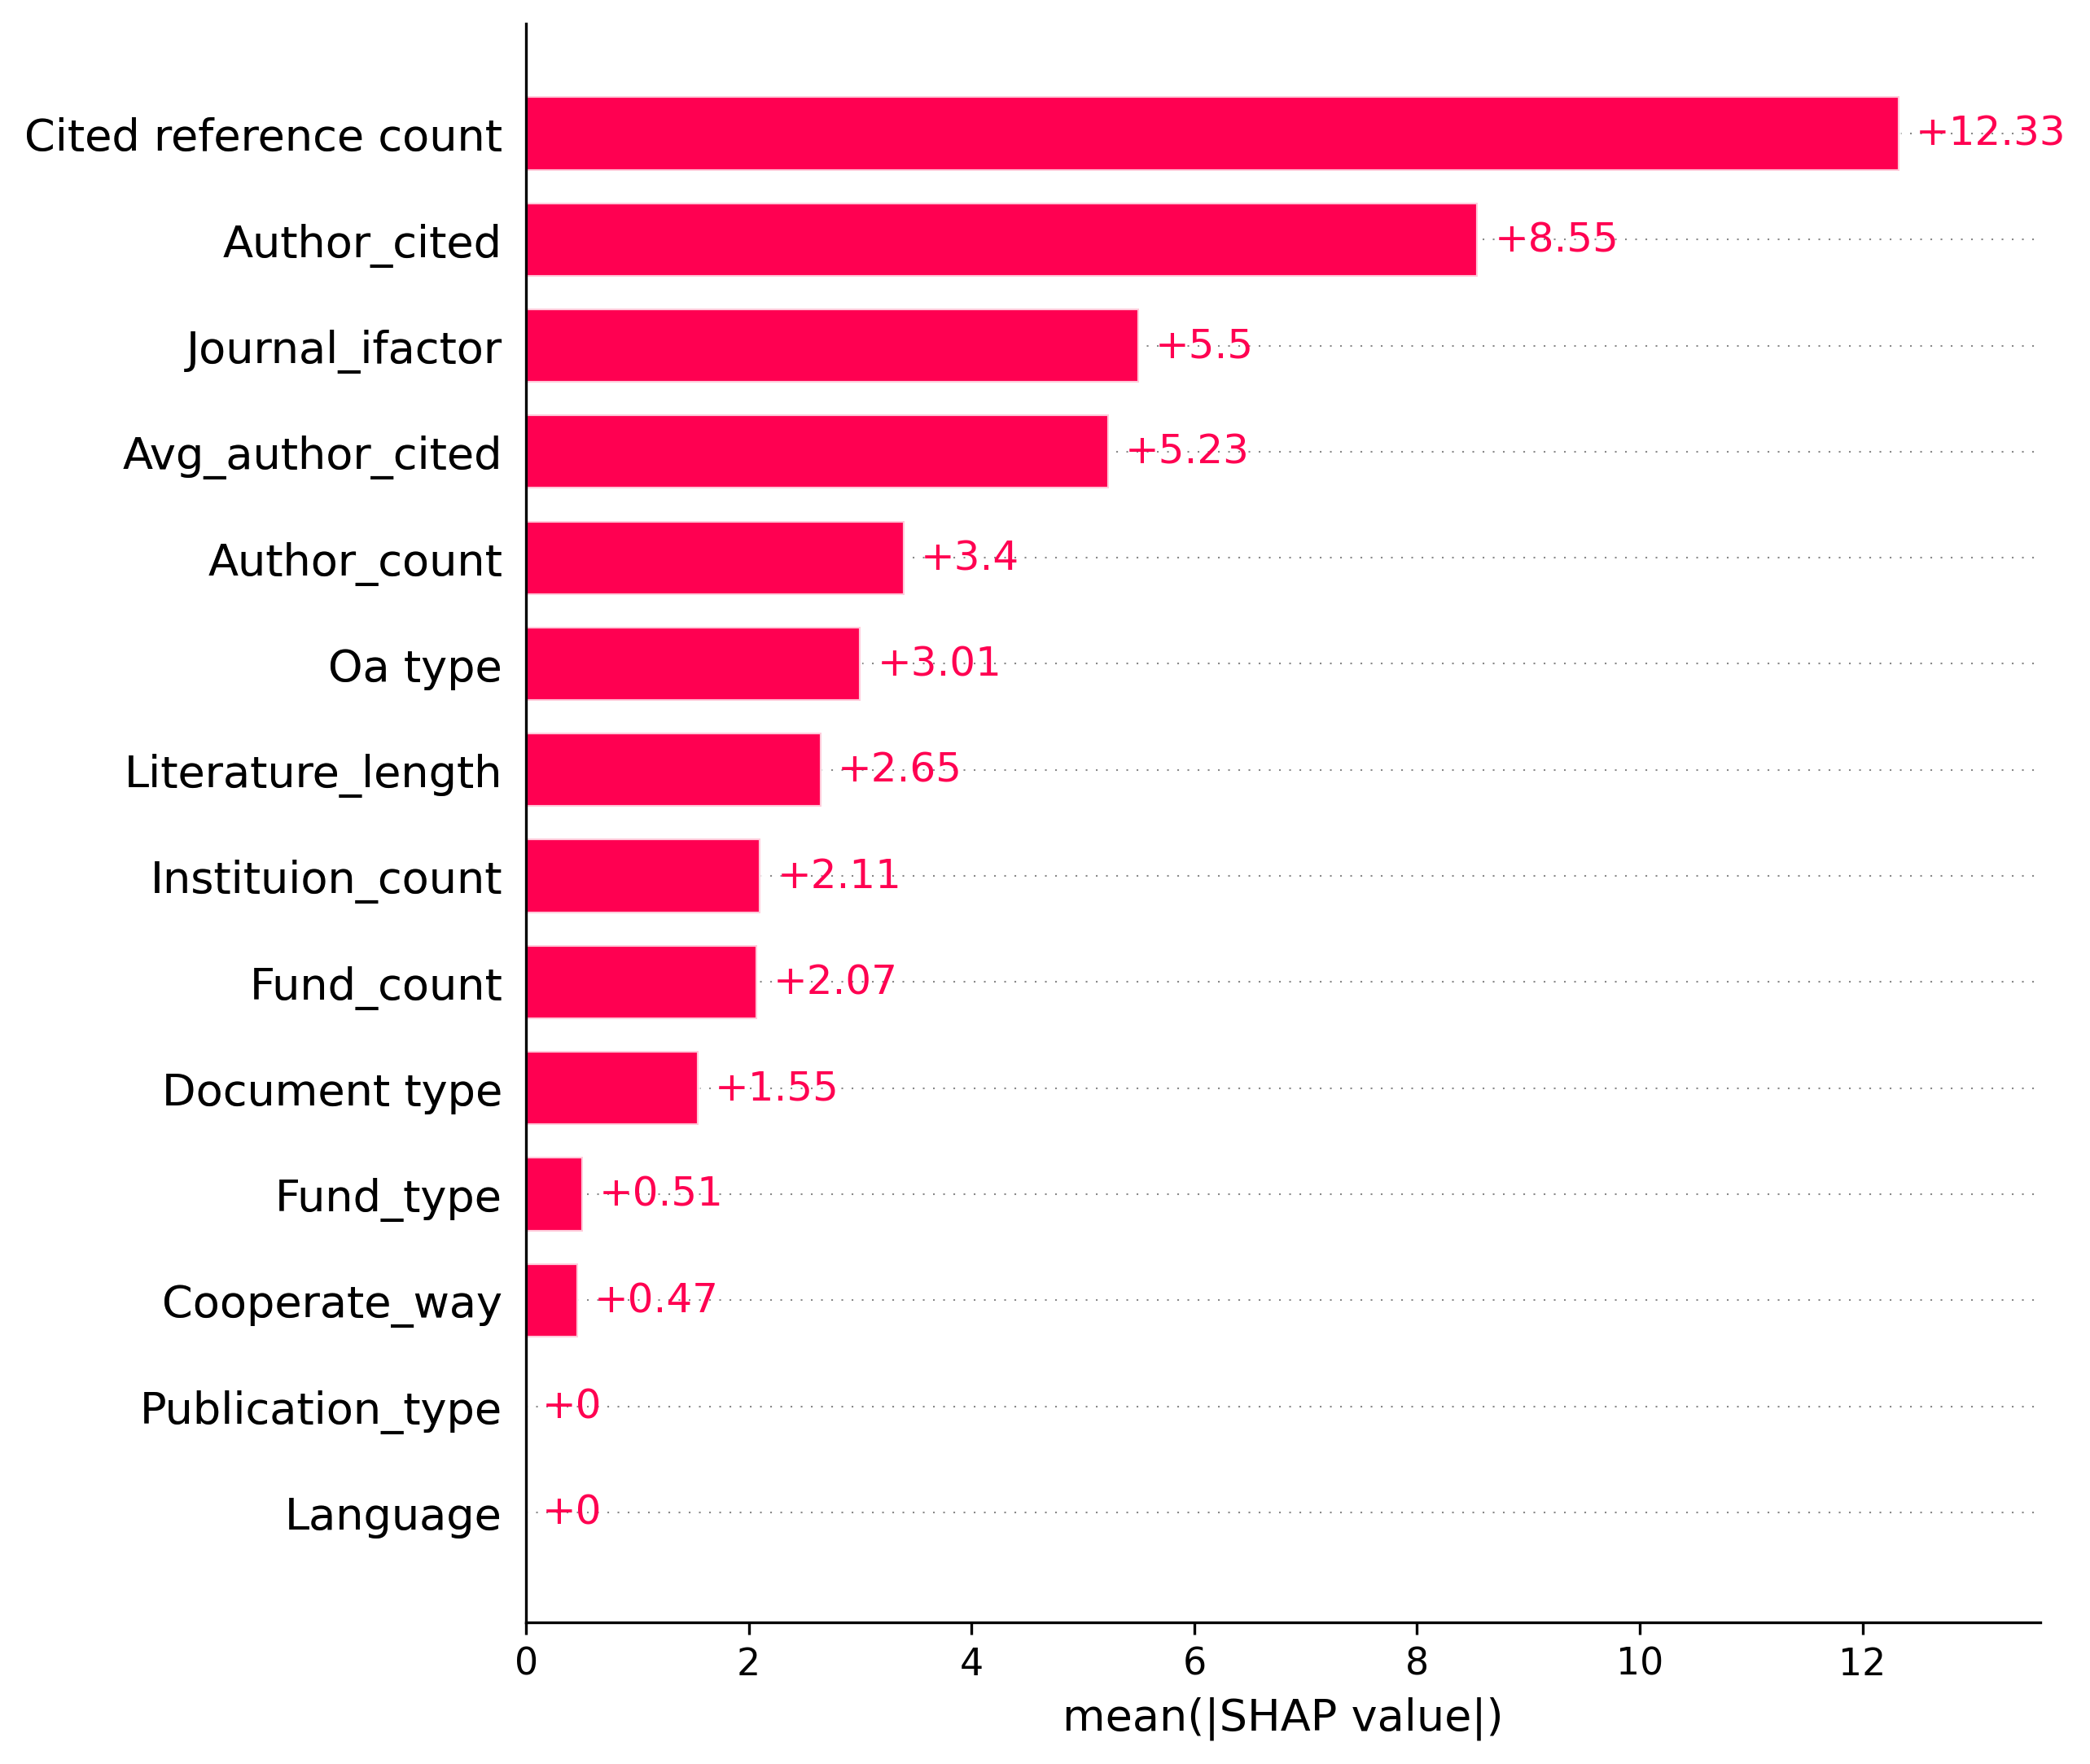 Cited reference count +12.33
Author_cited +8.55
Journal_ifactor +5.5
Avg_author_cited +5.23
Author_count +3.4
Oa type +3.01
Literature_length +2.65
Instituion_count +2.11
Fund_count +2.07
Document type +1.55
Fund_type +0.51
Cooperate_way +0.47
Publication_type +0
Language +0
0 2 4 6 8 10 12
mean(|SHAP value|)